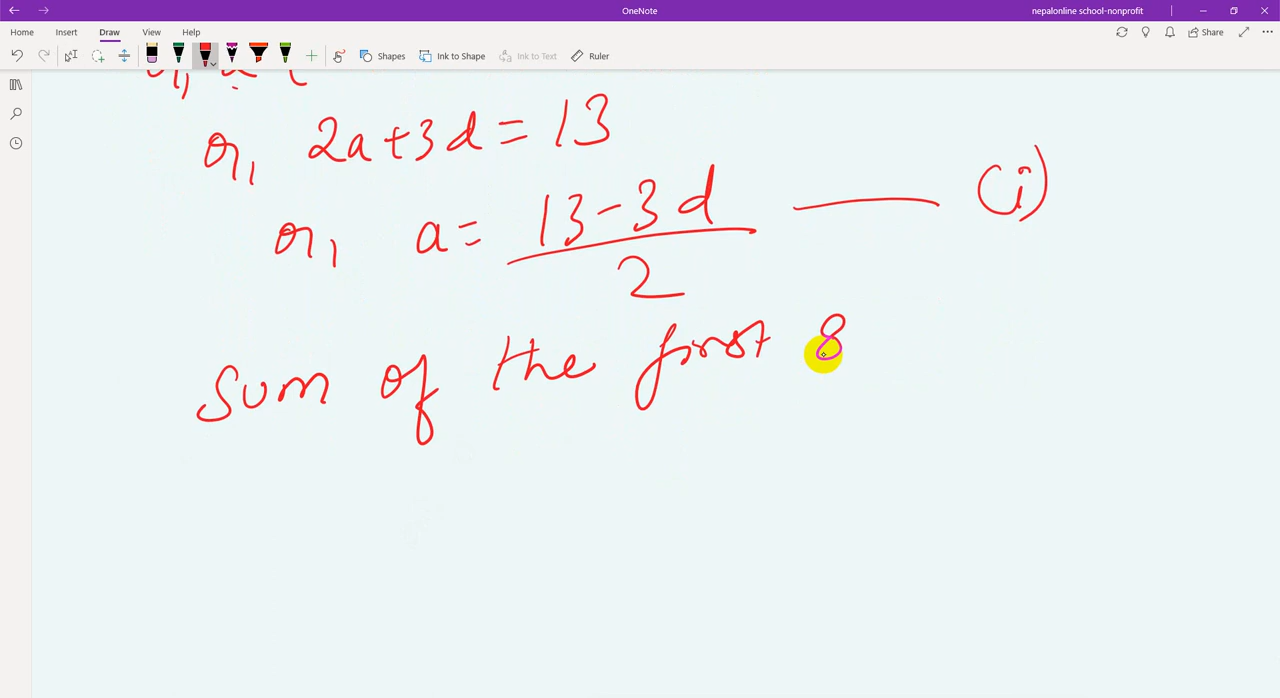 OneNote
nepalonline school-nonprofit
Home Insert Draw View Help
Share
Shapes Ink to Shape Ink to Text Ruler
or, 2a+3d = 13
or, a = (13-3d)/2 —— (i)
Sum of the first 8